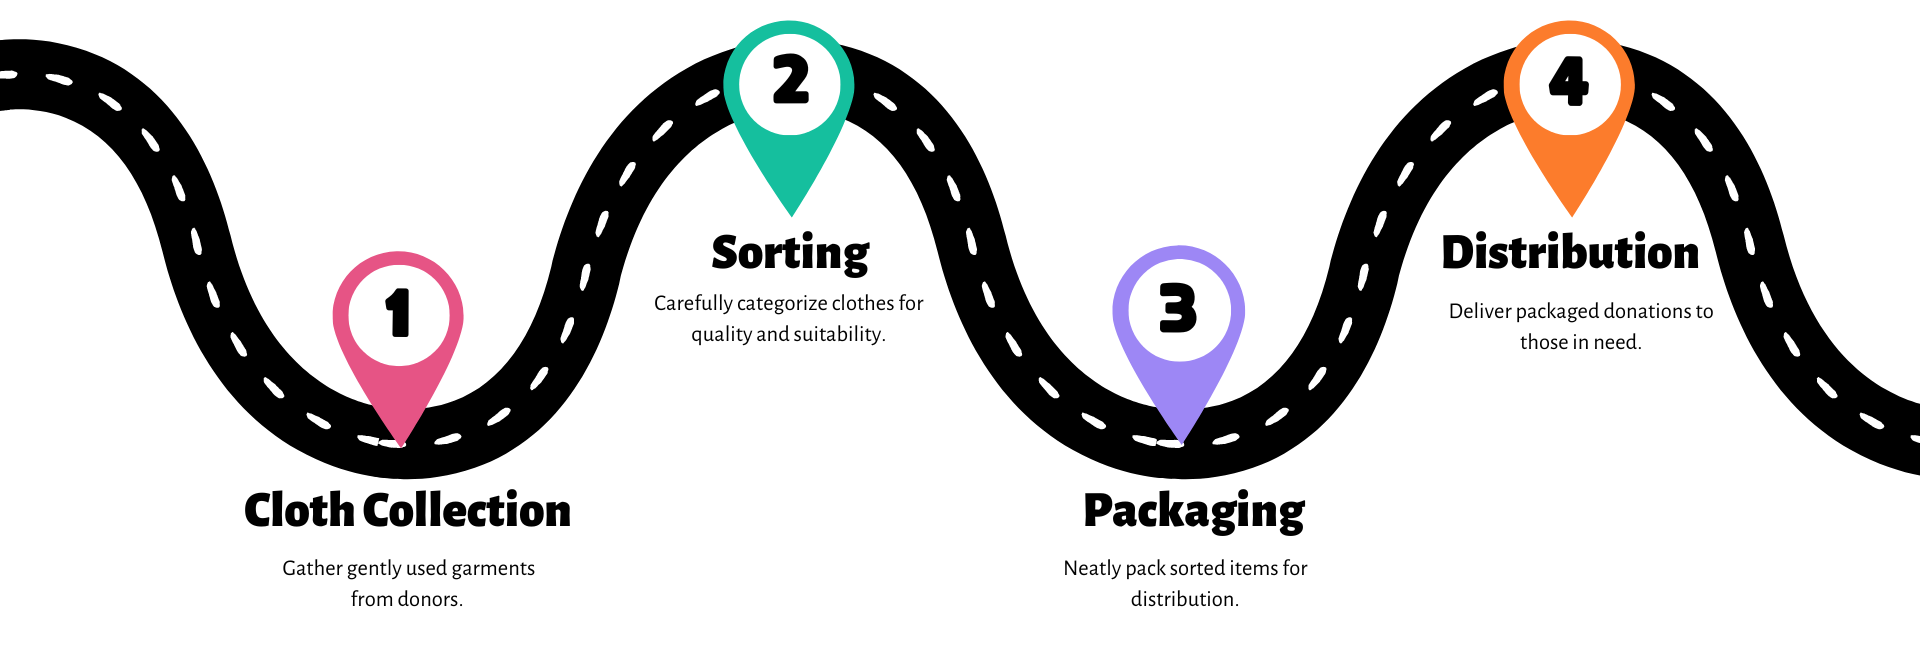 1
Cloth Collection
Gather gently used garments
from donors.
2
Sorting
Carefully categorize clothes for
quality and suitability.
3
Packaging
Neatly pack sorted items for
distribution.
4
Distribution
Deliver packaged donations to
those in need.